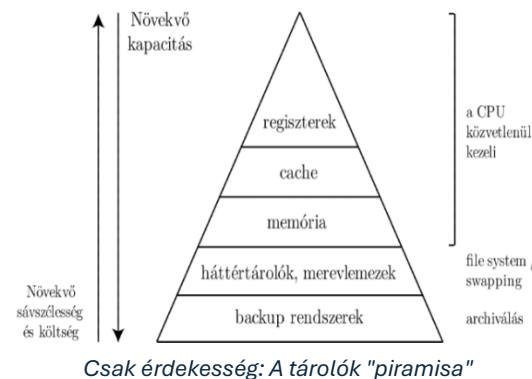 Növekvő
kapacitás
regiszterek
a CPU
közvetlenül
kezeli
cache
memória
háttértárolók, merevlemezek
file system,
swapping
Növekvő
sávszélesség
és költség
backup rendszerek
archiválás
Csak érdekesség: A tárolók "piramisa"